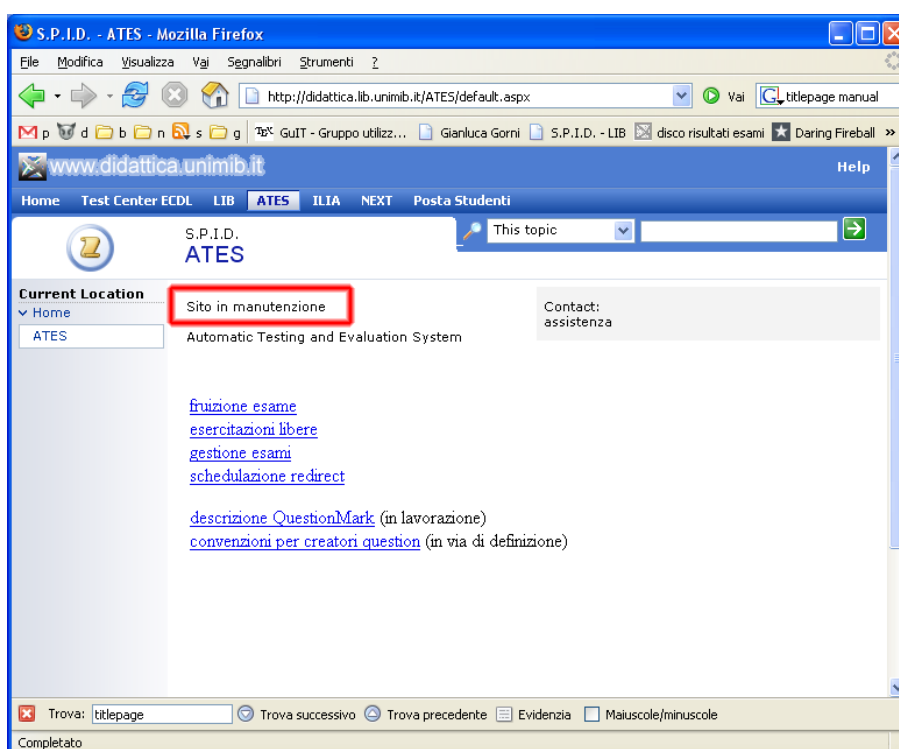 S.P.I.D. - ATES - Mozilla Firefox
File Modifica Visualizza Vai Segnalibri Strumenti ?
http://didattica.lib.unimib.it/ATES/default.aspx Vai G titlepage manual
p d b n s g TEX GuIT - Gruppo utilizz... Gianluca Gorni S.P.I.D. - LIB disco risultati esami Daring Fireball »
www.didattica.unimib.it Help
Home Test Center ECDL LIB ATES ILIA NEXT Posta Studenti
S.P.I.D. This topic
ATES
Current Location
Home
ATES
Sito in manutenzione
Contact:
assistenza
Automatic Testing and Evaluation System
fruizione esame
esercitazioni libere
gestione esami
schedulazione redirect
descrizione QuestionMark (in lavorazione)
convenzioni per creatori question (in via di definizione)
Trova: titlepage Trova successivo Trova precedente Evidenzia Maiuscole/minuscole
Completato